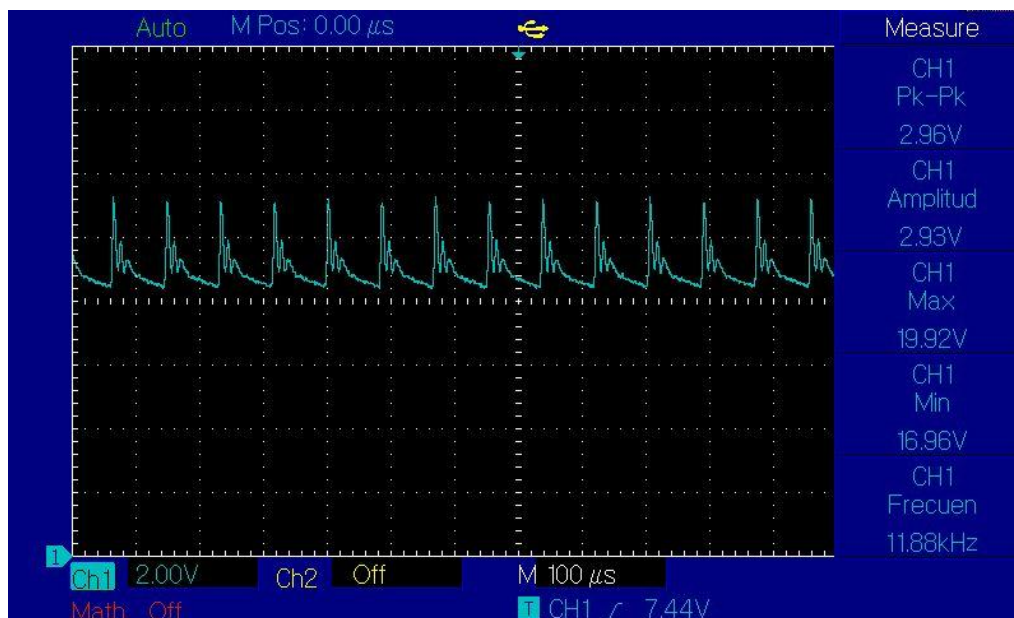 Auto M Pos: 0.00 μs Measure
CH1
Pk-Pk
2.96V
CH1
Amplitud
2.93V
CH1
Max
19.92V
CH1
Min
16.96V
CH1
Frecuen
11.88kHz
1
Ch1 2.00V Ch2 Off M 100 μs
Math Off T CH1 / 7.44V